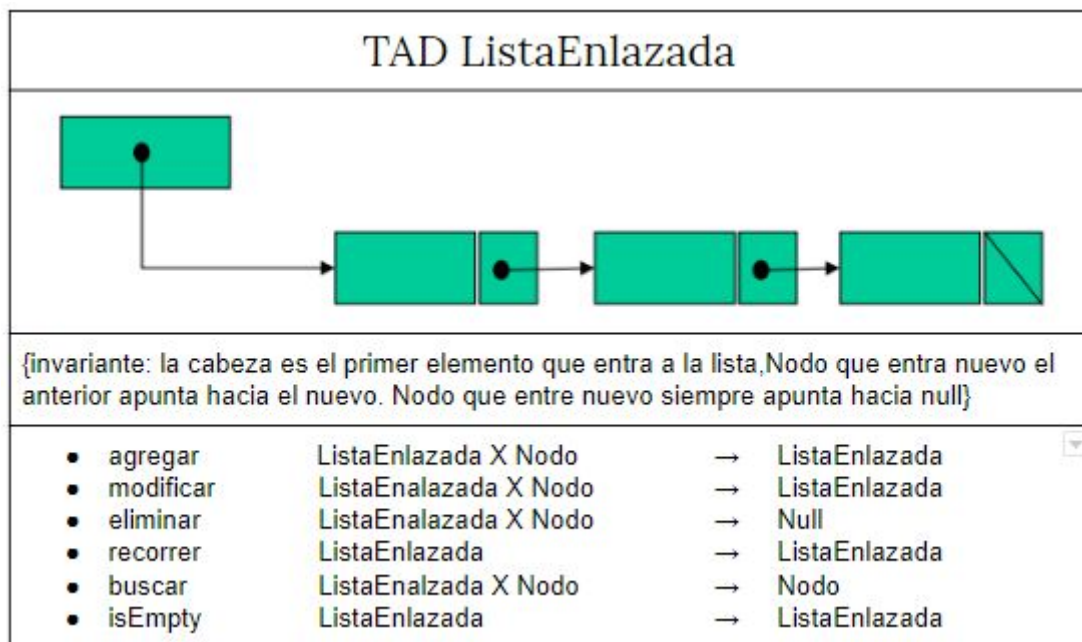 TAD ListaEnlazada
{invariante: la cabeza es el primer elemento que entra a la lista,Nodo que entra nuevo el
anterior apunta hacia el nuevo. Nodo que entre nuevo siempre apunta hacia null}
● agregar ListaEnlazada X Nodo → ListaEnlazada
● modificar ListaEnalazada X Nodo → ListaEnlazada
● eliminar ListaEnalazada X Nodo → Null
● recorrer ListaEnlazada → ListaEnlazada
● buscar ListaEnalzada X Nodo → Nodo
● isEmpty ListaEnlazada → ListaEnlazada